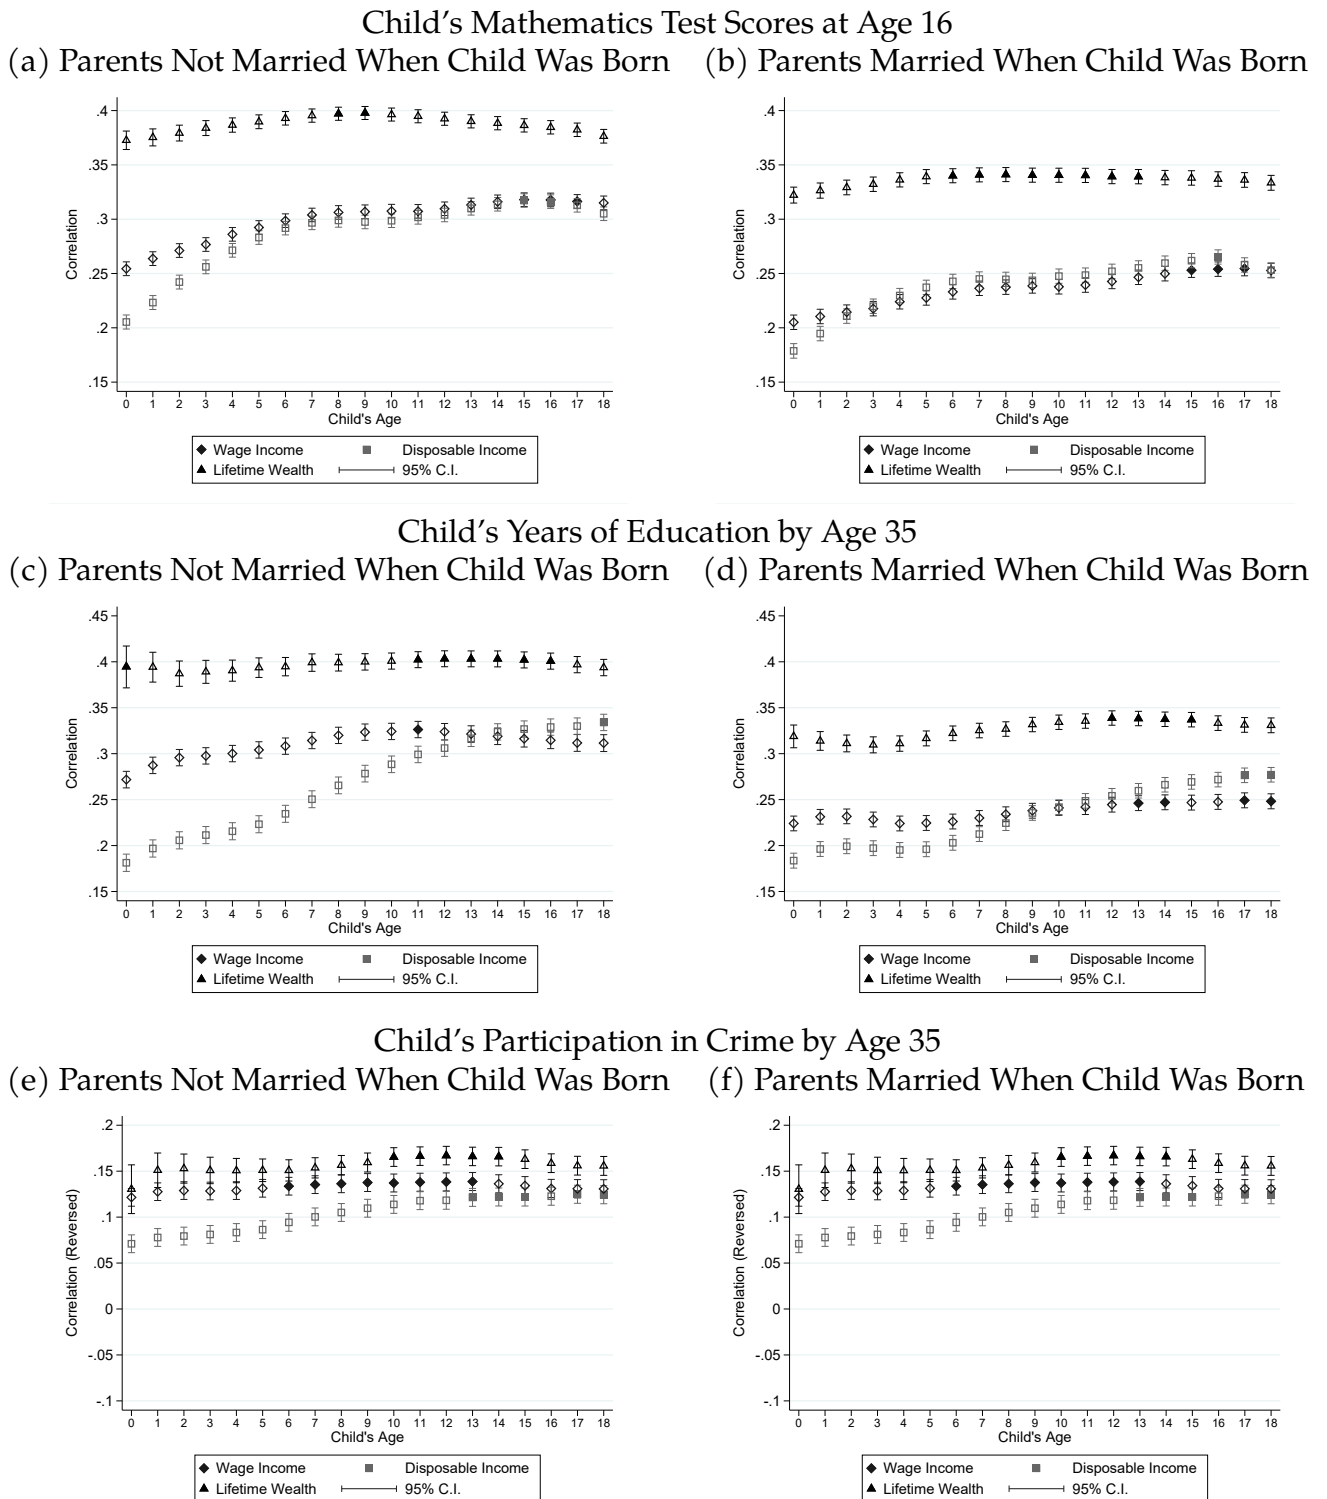 Child's Mathematics Test Scores at Age 16
(a) Parents Not Married When Child Was Born
(b) Parents Married When Child Was Born
.4
.35
.3
.25
.2
.15
Correlation
0 1 2 3 4 5 6 7 8 9 10 11 12 13 14 15 16 17 18
Child's Age
Wage Income
Disposable Income
Lifetime Wealth
95% C.I.
.4
.35
.3
.25
.2
.15
Correlation
0 1 2 3 4 5 6 7 8 9 10 11 12 13 14 15 16 17 18
Child's Age
Wage Income
Disposable Income
Lifetime Wealth
95% C.I.
Child's Years of Education by Age 35
(c) Parents Not Married When Child Was Born
(d) Parents Married When Child Was Born
.45
.4
.35
.3
.25
.2
.15
Correlation
0 1 2 3 4 5 6 7 8 9 10 11 12 13 14 15 16 17 18
Child's Age
Wage Income
Disposable Income
Lifetime Wealth
95% C.I.
.45
.4
.35
.3
.25
.2
.15
Correlation
0 1 2 3 4 5 6 7 8 9 10 11 12 13 14 15 16 17 18
Child's Age
Wage Income
Disposable Income
Lifetime Wealth
95% C.I.
Child's Participation in Crime by Age 35
(e) Parents Not Married When Child Was Born
(f) Parents Married When Child Was Born
.2
.15
.1
.05
0
-.05
-.1
Correlation (Reversed)
0 1 2 3 4 5 6 7 8 9 10 11 12 13 14 15 16 17 18
Child's Age
Wage Income
Disposable Income
Lifetime Wealth
95% C.I.
.2
.15
.1
.05
0
-.05
-.1
Correlation (Reversed)
0 1 2 3 4 5 6 7 8 9 10 11 12 13 14 15 16 17 18
Child's Age
Wage Income
Disposable Income
Lifetime Wealth
95% C.I.